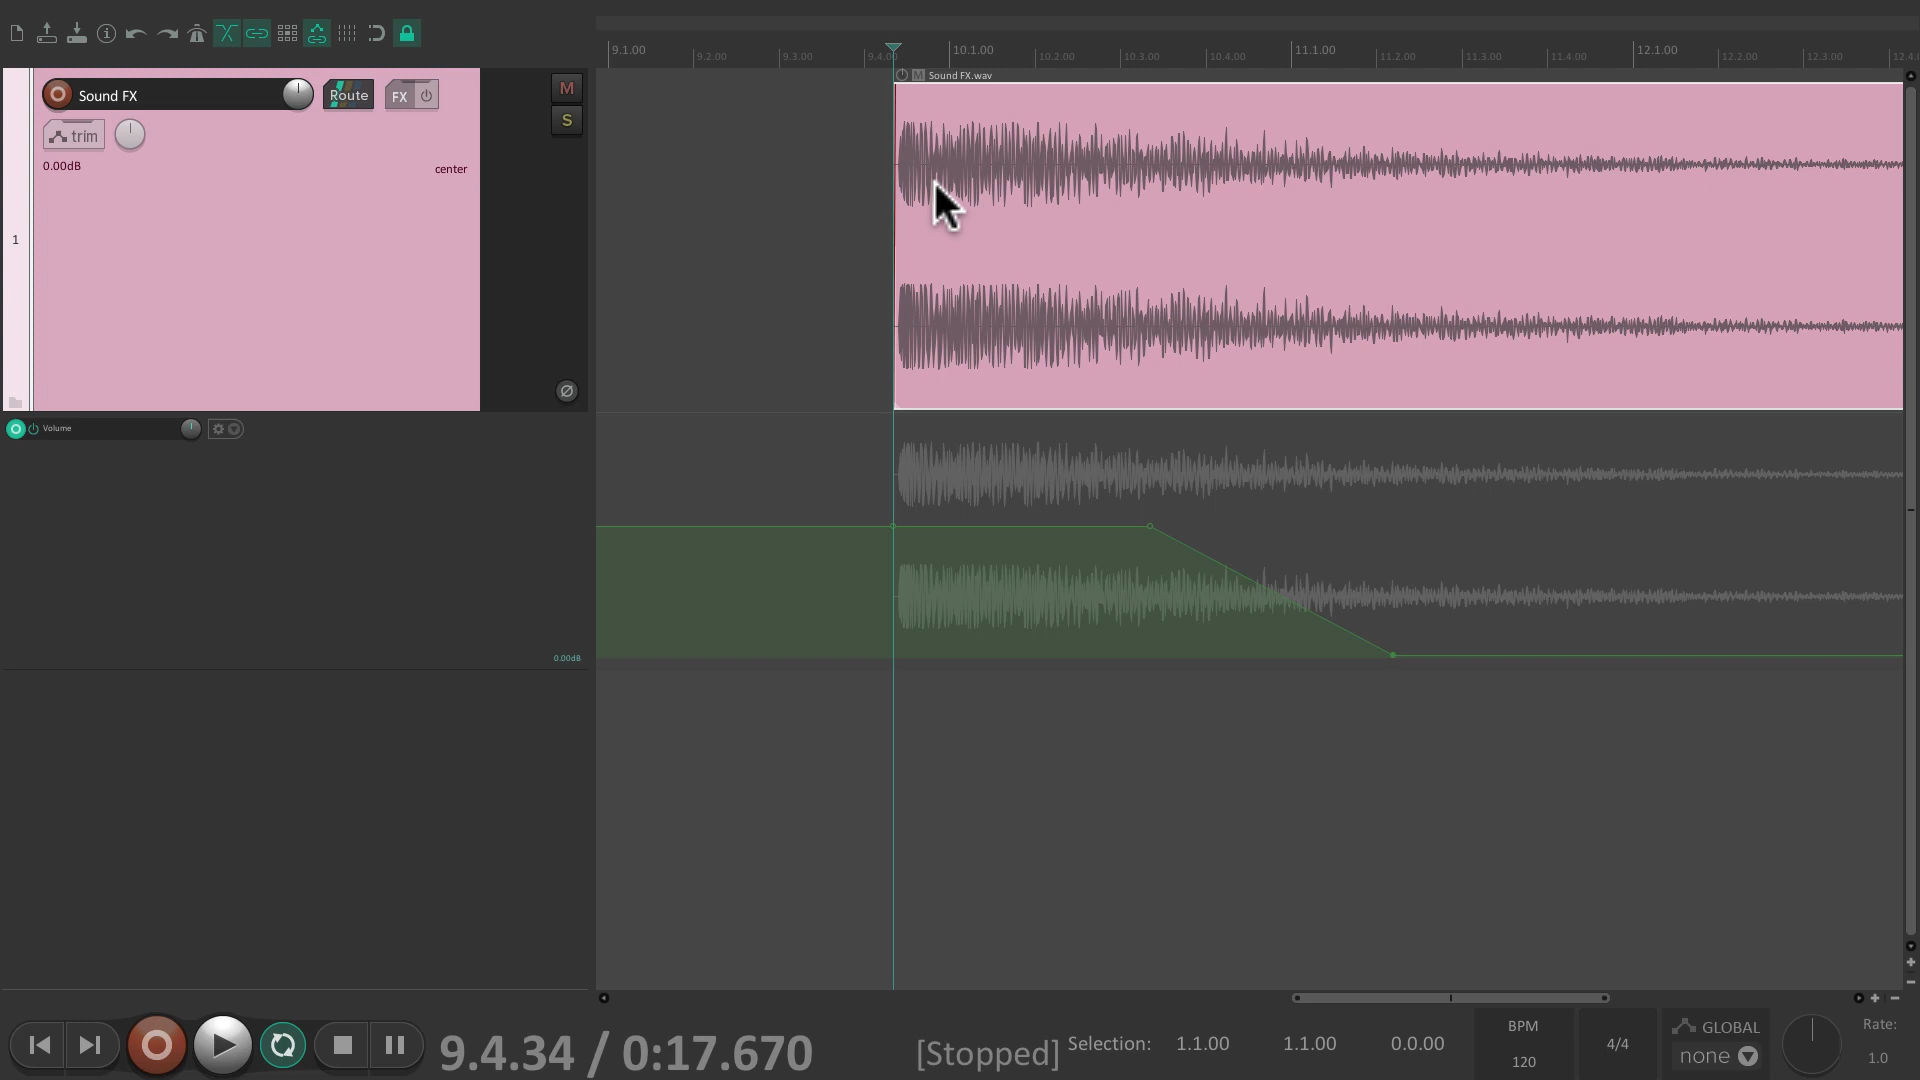 9.1.00 9.2.00 9.3.00 9.4.00 10.1.00 10.2.00 10.3.00 10.4.00 11.1.00 11.2.00 11.3.00 11.4.00 12.1.00 12.2.00 12.3.00
M Sound FX.wav
Sound FX Route FX M
S
trim
0.00dB center
1
Volume
0.00dB
9.4.34 / 0:17.670 [Stopped] Selection: 1.1.00 1.1.00 0.0.00
BPM
120
4/4
GLOBAL
none
Rate:
1.0